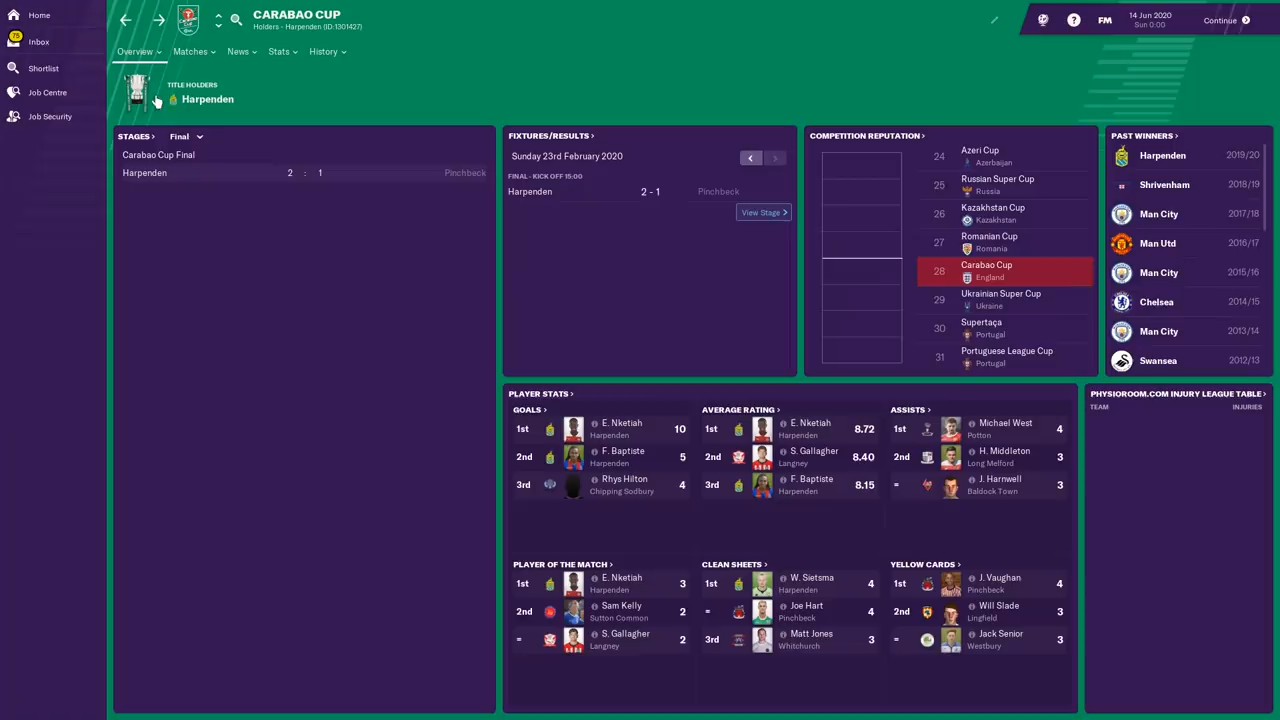 Home
75
Inbox
Shortlist
Job Centre
Job Security
CARABAO CUP
Holders - Harpenden (ID:1301427)
?
FM
14 Jun 2020
Sun 0:00
Continue
Overview
Matches
News
Stats
History
TITLE HOLDERS
Harpenden
STAGES
Final
Carabao Cup Final
Harpenden 2 : 1 Pinchbeck
FIXTURES/RESULTS
Sunday 23rd February 2020
FINAL - KICK OFF 15:00
Harpenden 2 - 1 Pinchbeck
View Stage
COMPETITION REPUTATION
24 Azeri Cup
Azerbaijan
25 Russian Super Cup
Russia
26 Kazakhstan Cup
Kazakhstan
27 Romanian Cup
Romania
28 Carabao Cup
England
29 Ukrainian Super Cup
Ukraine
30 Supertaça
Portugal
31 Portuguese League Cup
Portugal
PAST WINNERS
Harpenden 2019/20
Shrivenham 2018/19
Man City 2017/18
Man Utd 2016/17
Man City 2015/16
Chelsea 2014/15
Man City 2013/14
Swansea 2012/13
PLAYER STATS
GOALS
1st E. Nketiah 10
Harpenden
2nd F. Baptiste 5
Harpenden
3rd Rhys Hilton 4
Chipping Sodbury
AVERAGE RATING
1st E. Nketiah 8.72
Harpenden
2nd S. Gallagher 8.40
Langney
3rd F. Baptiste 8.15
Harpenden
ASSISTS
1st Michael West 4
Potton
2nd H. Middleton 3
Long Melford
= J. Harnwell 3
Baldock Town
PLAYER OF THE MATCH
1st E. Nketiah 3
Harpenden
2nd Sam Kelly 2
Sutton Common
= S. Gallagher 2
Langney
CLEAN SHEETS
1st W. Sietsma 4
Harpenden
= Joe Hart 4
Pinchbeck
3rd Matt Jones 3
Whitchurch
YELLOW CARDS
1st J. Vaughan 4
Pinchbeck
2nd Will Slade 3
Lingfield
= Jack Senior 3
Westbury
PHYSIOROOM.COM INJURY LEAGUE TABLE
TEAM INJURIES